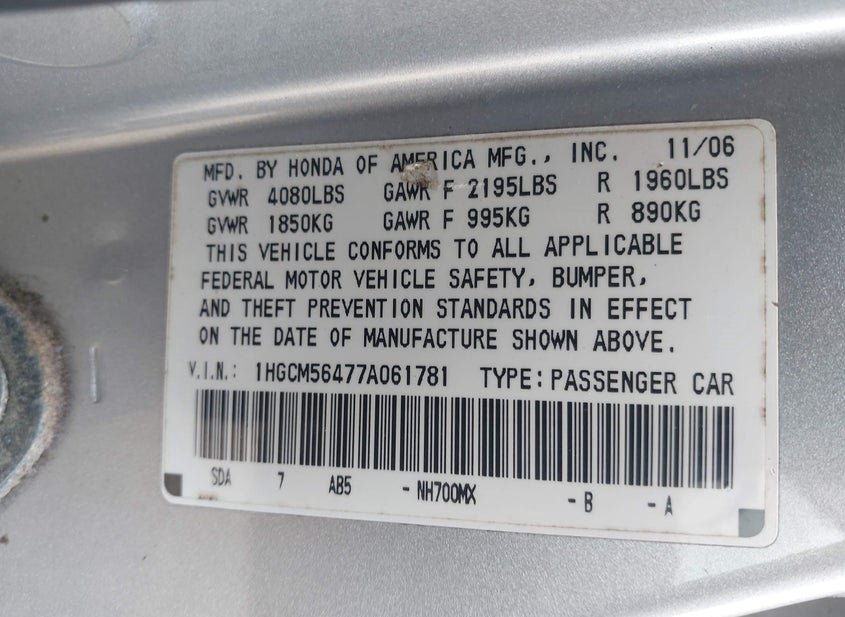 MFD. BY HONDA OF AMERICA MFG., INC. 11/06
GVWR 4080LBS GAWR F 2195LBS R 1960LBS
GVWR 1850KG GAWR F 995KG R 890KG
THIS VEHICLE CONFORMS TO ALL APPLICABLE
FEDERAL MOTOR VEHICLE SAFETY, BUMPER,
AND THEFT PREVENTION STANDARDS IN EFFECT
ON THE DATE OF MANUFACTURE SHOWN ABOVE.
V.I.N.: 1HGCM56477A061781 TYPE: PASSENGER CAR
SDA 7 AB5 - NH700MX - B - A